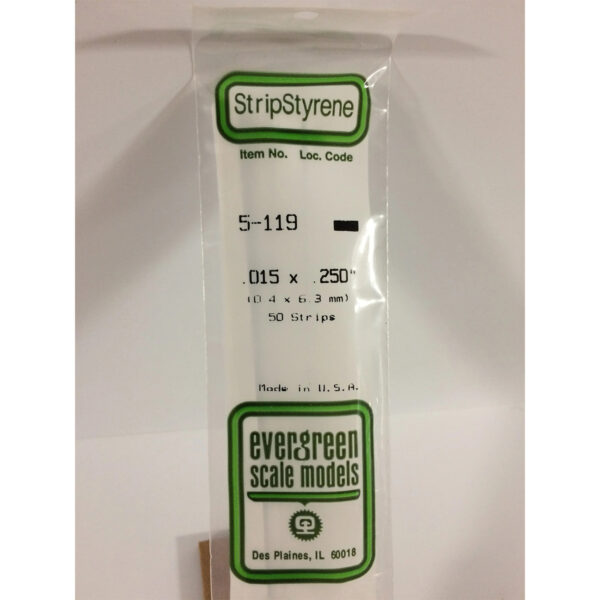 StripStyrene
Item No. Loc. Code
5-119
.015 x .250"
(0.4 x 6.3 mm)
50 Strips
Made in U.S.A.
evergreen
scale models
Des Plaines, IL 60018